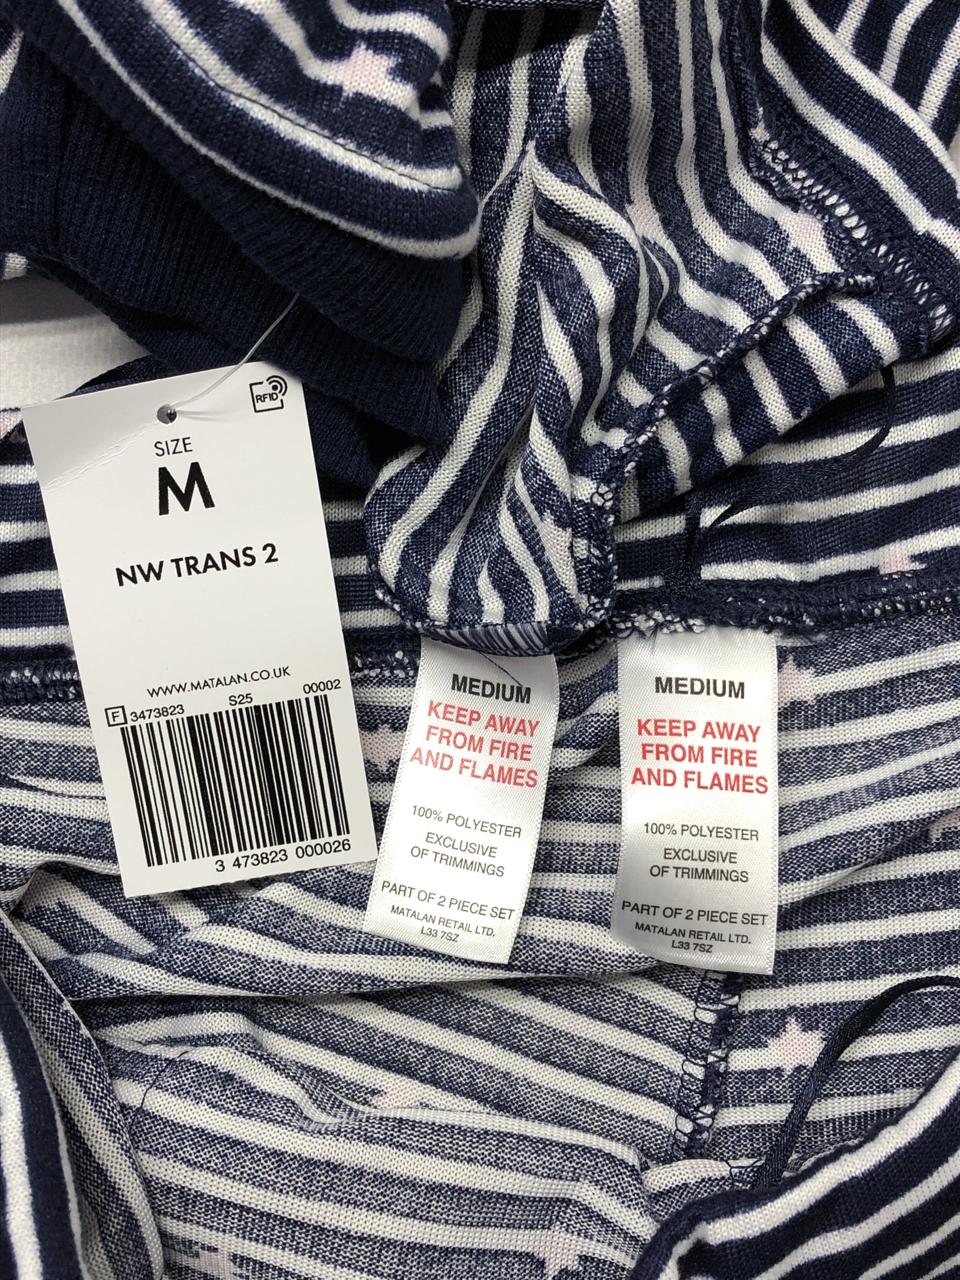 RFID
SIZE
M
NW TRANS 2
WWW.MATALAN.CO.UK
F 3473823 S25 00002
3 473823 000026
MEDIUM
KEEP AWAY
FROM FIRE
AND FLAMES
100% POLYESTER
EXCLUSIVE
OF TRIMMINGS
PART OF 2 PIECE SET
MATALAN RETAIL LTD.
L33 7SZ
MEDIUM
KEEP AWAY
FROM FIRE
AND FLAMES
100% POLYESTER
EXCLUSIVE
OF TRIMMINGS
PART OF 2 PIECE SET
MATALAN RETAIL LTD.
L33 7SZ